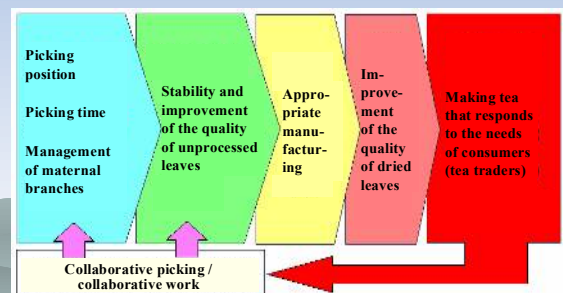 Picking
position
Picking time
Management
of maternal
branches
Stability and
improvement
of the quality
of unprocessed
leaves
Appro-
priate
manu-
factur-
ing
Im-
prove-
ment
of the
quality
of dried
leaves
Making tea
that responds
to the needs
of consumers
(tea traders)
Collaborative picking /
collaborative work